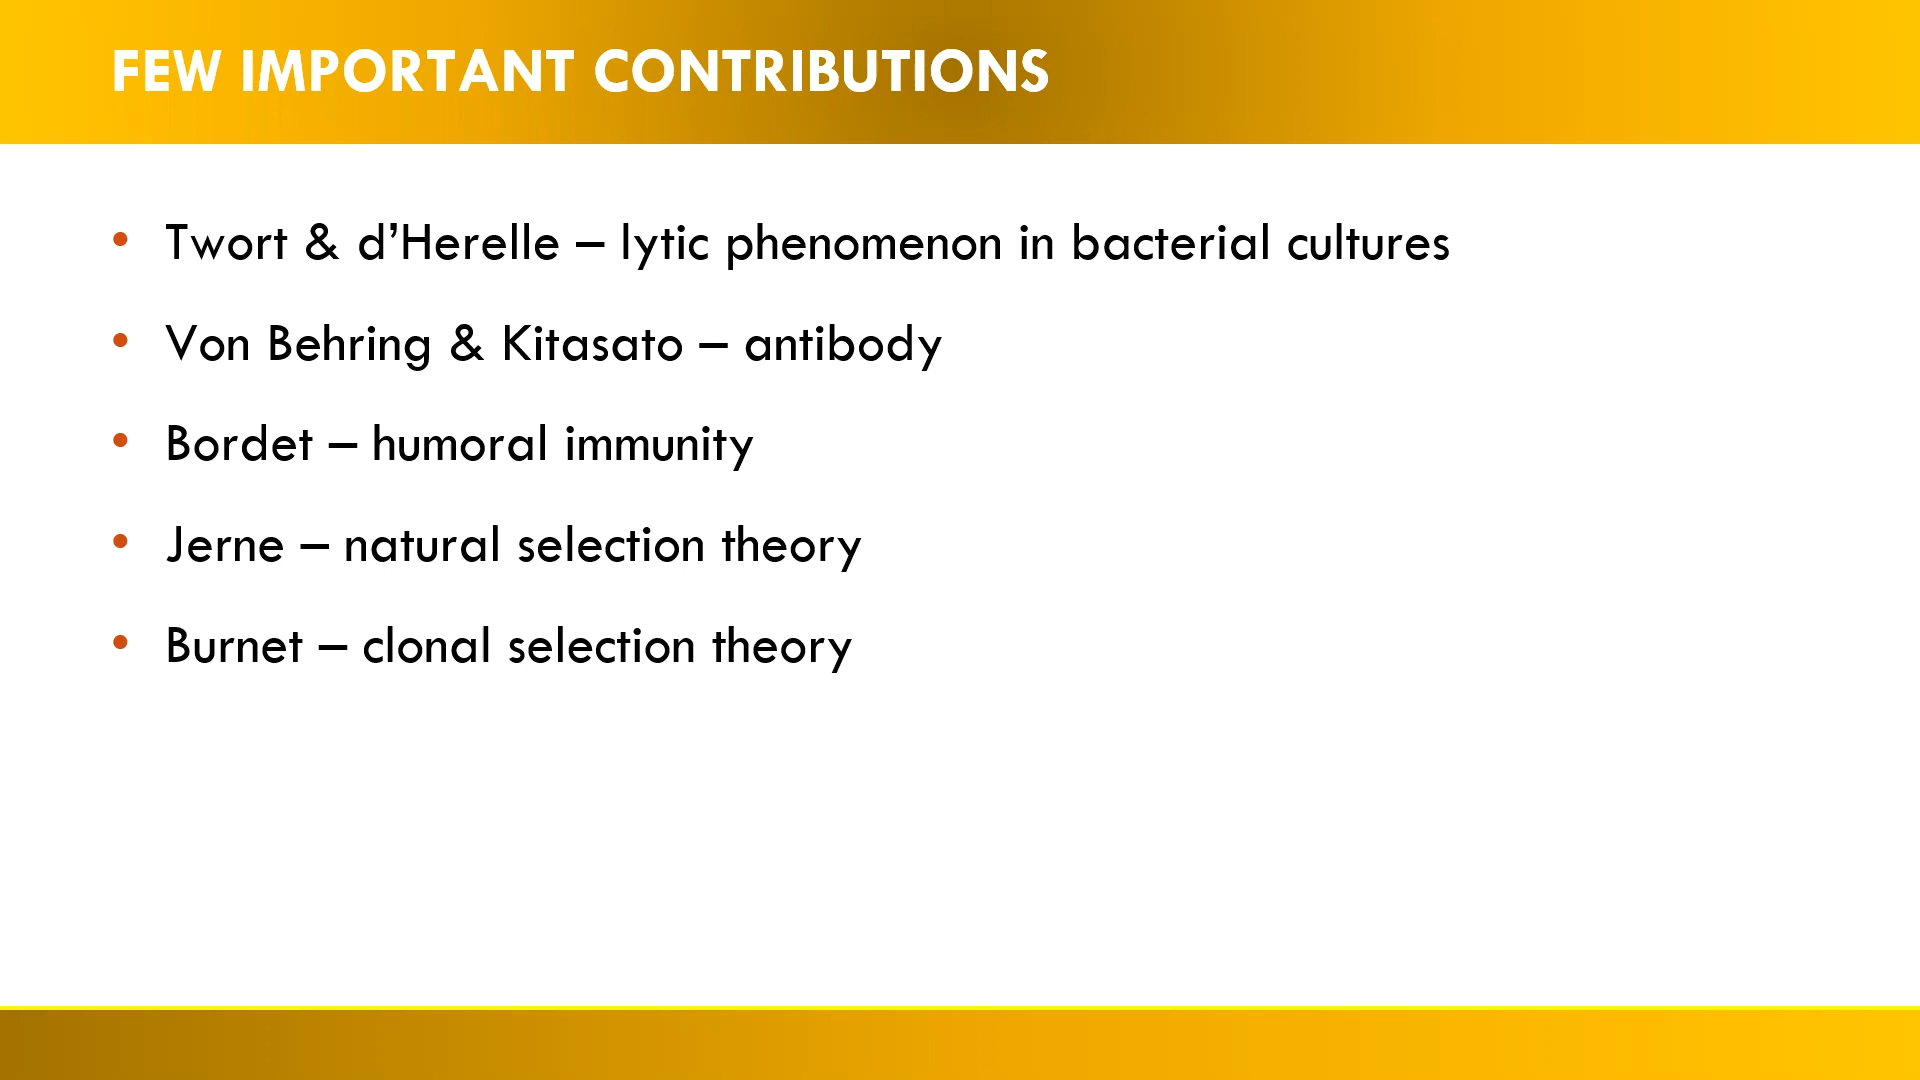 FEW IMPORTANT CONTRIBUTIONS
• Twort & d’Herelle – lytic phenomenon in bacterial cultures
• Von Behring & Kitasato – antibody
• Bordet – humoral immunity
• Jerne – natural selection theory
• Burnet – clonal selection theory